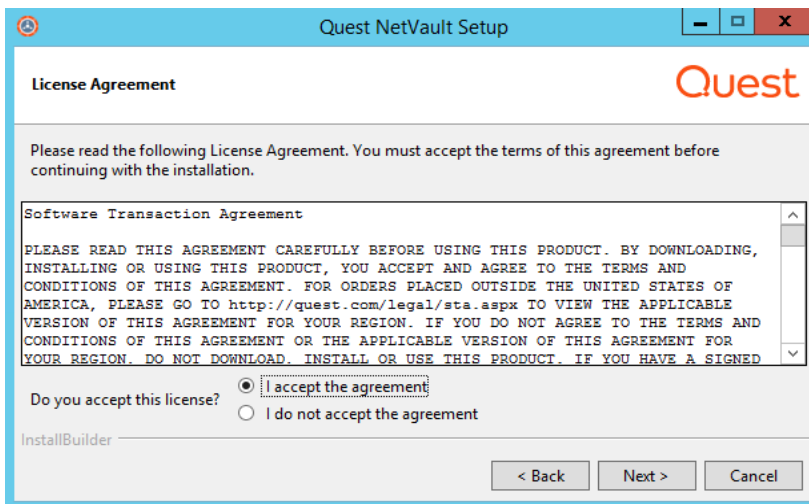 Quest NetVault Setup
License Agreement
Quest
Please read the following License Agreement. You must accept the terms of this agreement before
continuing with the installation.
Software Transaction Agreement
PLEASE READ THIS AGREEMENT CAREFULLY BEFORE USING THIS PRODUCT. BY DOWNLOADING,
INSTALLING OR USING THIS PRODUCT, YOU ACCEPT AND AGREE TO THE TERMS AND
CONDITIONS OF THIS AGREEMENT. FOR ORDERS PLACED OUTSIDE THE UNITED STATES OF
AMERICA, PLEASE GO TO http://quest.com/legal/sta.aspx TO VIEW THE APPLICABLE
VERSION OF THIS AGREEMENT FOR YOUR REGION. IF YOU DO NOT AGREE TO THE TERMS AND
CONDITIONS OF THIS AGREEMENT OR THE APPLICABLE VERSION OF THIS AGREEMENT FOR
YOUR REGION. DO NOT DOWNLOAD. INSTALL OR USE THIS PRODUCT. IF YOU HAVE A SIGNED
Do you accept this license?
I accept the agreement
I do not accept the agreement
InstallBuilder
< Back
Next >
Cancel